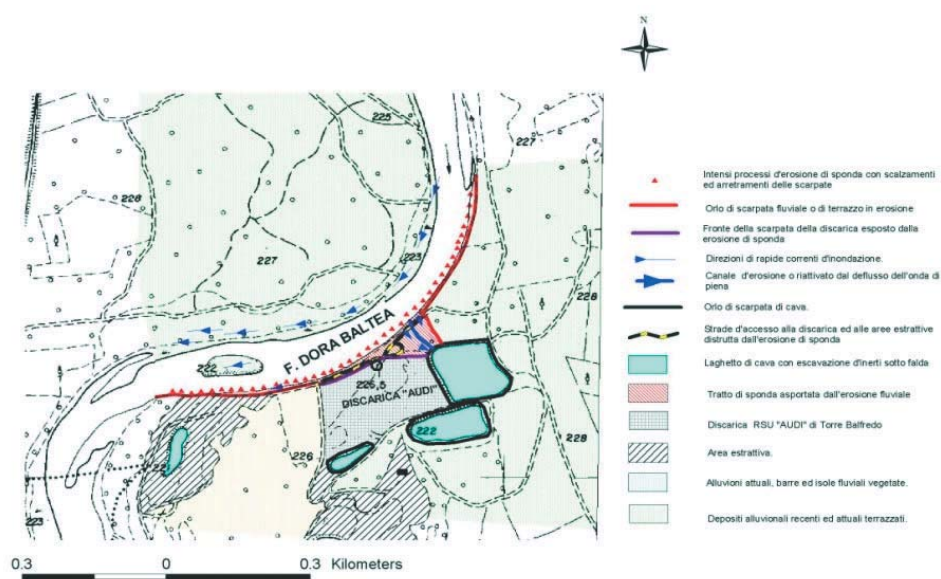 N
225
227
226
227
223
F. DORA BALTEA
226
222
226,5
DISCARICA "AUDI"
222
226
228
223
Intensi processi d'erosione di sponda con scalzamenti
ed arretramenti delle scarpate
Orlo di scarpata fluviale o di terrazzo in erosione
Fronte della scarpata della discarica esposto dalla
erosione di sponda
Direzioni di rapide correnti d'inondazione.
Canale d'erosione o riattivato dal deflusso dell'onda di
piena
Orlo di scarpata di cava.
Strade d'accesso alla discarica ed alle aree estrattive
distrutta dall'erosione di sponda
Laghetto di cava con escavazione d'inerti sotto falda
Tratto di sponda asportata dall'erosione fluviale
Discarica RSU "AUDI" di Torre Balfredo
Area estrattiva.
Alluvioni attuali, barre ed isole fluviali vegetate.
Depositi alluvionali recenti ed attuali terrazzati.
0.3 0 0.3 Kilometers